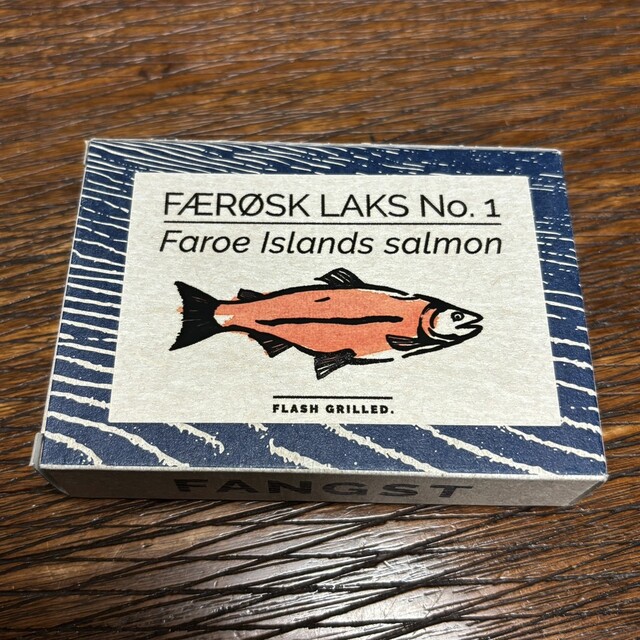 FÆRØSK LAKS No. 1
Faroe Islands salmon
FLASH GRILLED.
FANGST